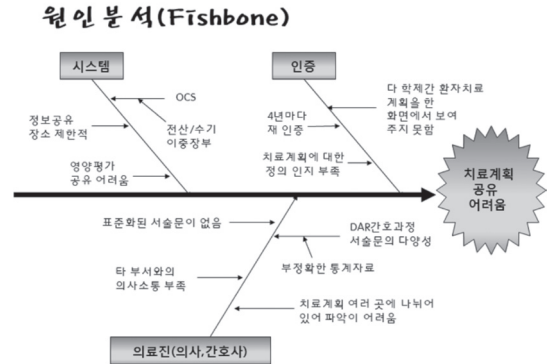 원인분석(Fishbone)
시스템
인증
OCS
정보공유
장소 제한적
전산/수기
이중장부
영양평가
공유 어려움
다 학제간 환자치료
계획을 한
화면에서 보여
주지 못함
4년마다
재 인증
치료계획에 대한
정의 인지 부족
치료계획
공유
어려움
표준화된 서술문이 없음
DAR간호과정
서술문의 다양성
부정확한 통계자료
타 부서와의
의사소통 부족
치료계획 여러 곳에 나뉘어
있어 파악이 어려움
의료진(의사,간호사)